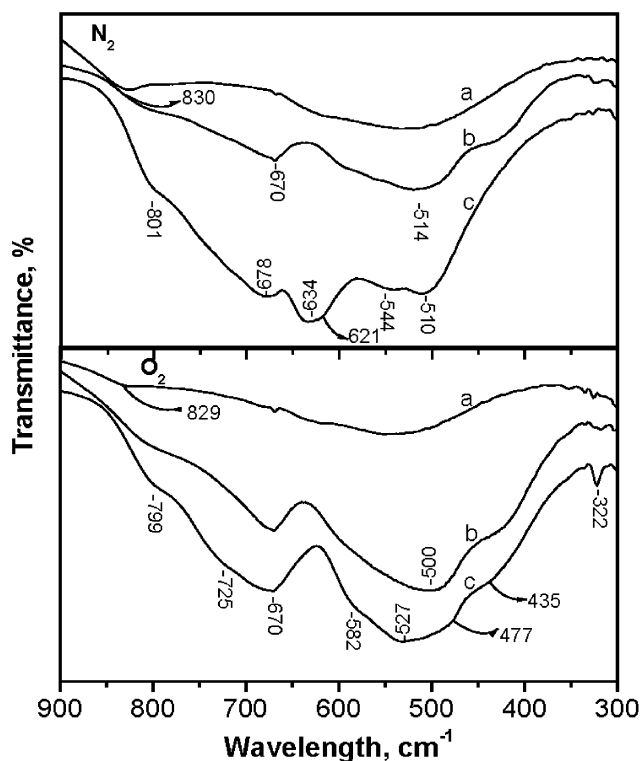 N2
a
830
b
-670
-514
c
-801
-678
-634
-544
-510
621
O2
a
829
-322
-799
b
-500
c
435
-725
-670
-582
-527
477
900 800 700 600 500 400 300
Wavelength, cm-1
Transmittance, %